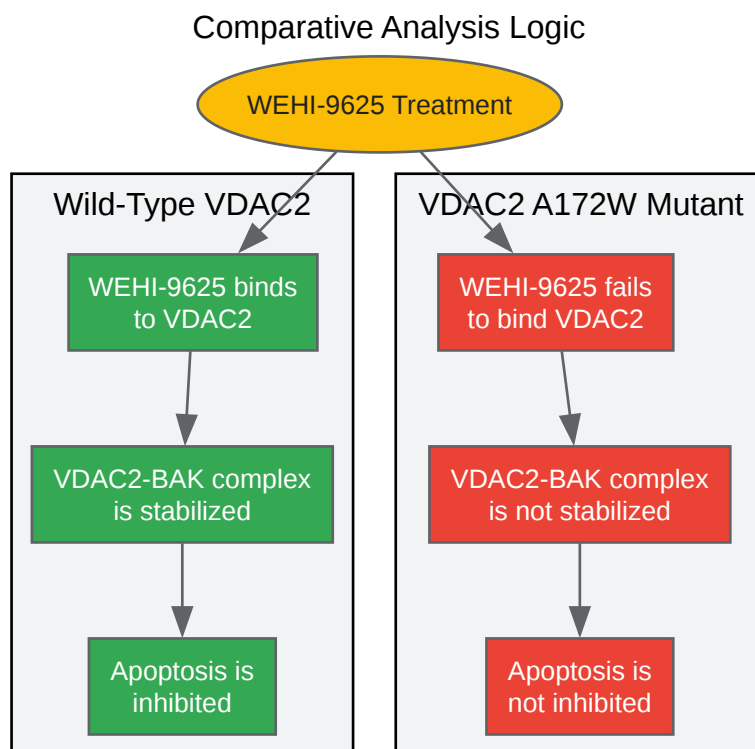 Comparative Analysis Logic
WEHI-9625 Treatment
Wild-Type VDAC2
WEHI-9625 binds
to VDAC2
VDAC2-BAK complex
is stabilized
Apoptosis is
inhibited
VDAC2 A172W Mutant
WEHI-9625 fails
to bind VDAC2
VDAC2-BAK complex
is not stabilized
Apoptosis is
not inhibited